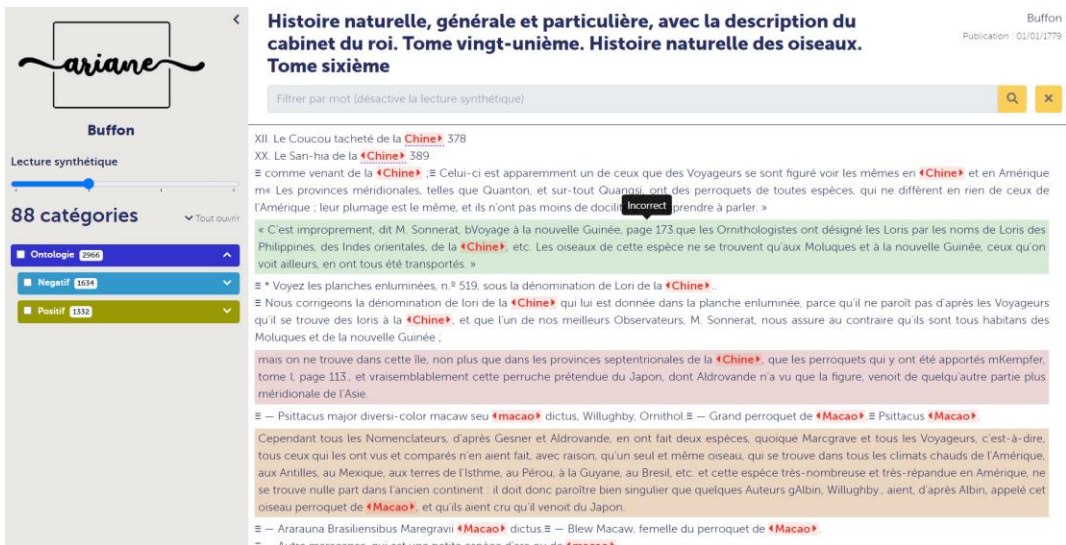 ariane
Buffon
Lecture synthétique
88 catégories
Tout ouvrir
Ontologie 2966
Negatif 1634
Positif 1332
Histoire naturelle, générale et particulière, avec la description du
cabinet du roi. Tome vingt-unième. Histoire naturelle des oiseaux.
Tome sixième
Buffon
Publication : 01/01/1779
Filtrer par mot (désactive la lecture synthétique)
XII. Le Coucou tacheté de la Chine 378
XX. Le San-hia de la Chine 389
≡ comme venant de la Chine ;≡ Celui-ci est apparemment un de ceux que des Voyageurs se sont figuré voir les mêmes en Chine et en Amérique
m« Les provinces méridionales, telles que Quanton, et sur-tout Quangsi, ont des perroquets de toutes espèces, qui ne diffèrent en rien de ceux de
l'Amérique ; leur plumage est le même, et ils n'ont pas moins de docilit prendre à parler. »
Incorrect
« C'est improprement, dit M. Sonnerat, bVoyage à la nouvelle Guinée, page 173.que les Ornithologistes ont désigné les Loris par les noms de Loris des
Philippines, des Indes orientales, de la Chine, etc. Les oiseaux de cette espèce ne se trouvent qu'aux Moluques et à la nouvelle Guinée, ceux qu'on
voit ailleurs, en ont tous été transportés. »
≡ * Voyez les planches enluminées, n.º 519, sous la dénomination de Lori de la Chine.
≡ Nous corrigeons la dénomination de lori de la Chine qui lui est donnée dans la planche enluminée, parce qu'il ne paroît pas d'après les Voyageurs
qu'il se trouve des loris à la Chine, et que l'un de nos meilleurs Observateurs, M. Sonnerat, nous assure au contraire qu'ils sont tous habitans des
Moluques et de la nouvelle Guinée ;
mais on ne trouve dans cette île, non plus que dans les provinces septentrionales de la Chine, que les perroquets qui y ont été apportés mKempfer,
tome I, page 113., et vraisemblablement cette perruche prétendue du Japon, dont Aldrovande n'a vu que la figure, venoit de quelqu'autre partie plus
méridionale de l'Asie.
≡ — Psittacus major diversi-color macaw seu macao dictus, Willughby, Ornithol.≡ — Grand perroquet de Macao.≡ Psittacus Macao.
Cependant tous les Nomenclateurs, d'après Gesner et Aldrovande, en ont fait deux espèces, quoique Marcgrave et tous les Voyageurs, c'est-à-dire,
tous ceux qui les ont vus et comparés n'en aient fait, avec raison, qu'un seul et même oiseau, qui se trouve dans tous les climats chauds de l'Amérique,
aux Antilles, au Mexique, aux terres de l'Isthme, au Pérou, à la Guyane, au Bresil, etc. et cette espèce très-nombreuse et très-répandue en Amérique, ne
se trouve nulle part dans l'ancien continent : il doit donc paroître bien singulier que quelques Auteurs gAlbin, Willughby., aient, d'après Albin, appelé cet
oiseau perroquet de Macao, et qu'ils aient cru qu'il venoit du Japon.
≡ — Ararauna Brasiliensibus Maregravii Macao dictus.≡ — Blew Macaw, femelle du perroquet de Macao.